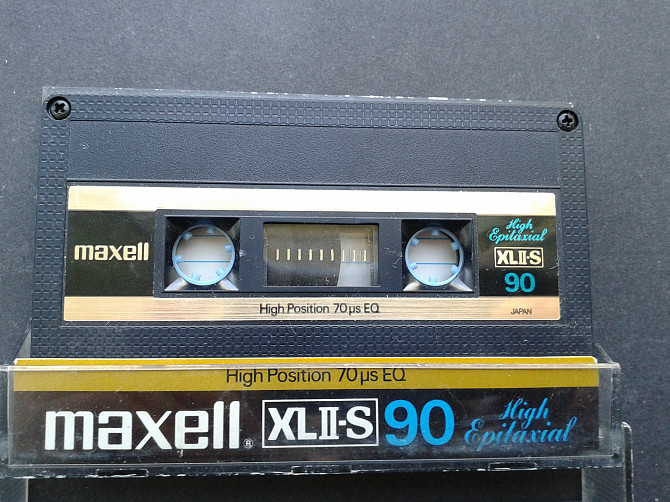 maxell
High
Epitaxial
XLII-S
90
High Position 70µs EQ
JAPAN
High Position 70µs EQ
maxell® XLII-S 90 High
Epitaxial